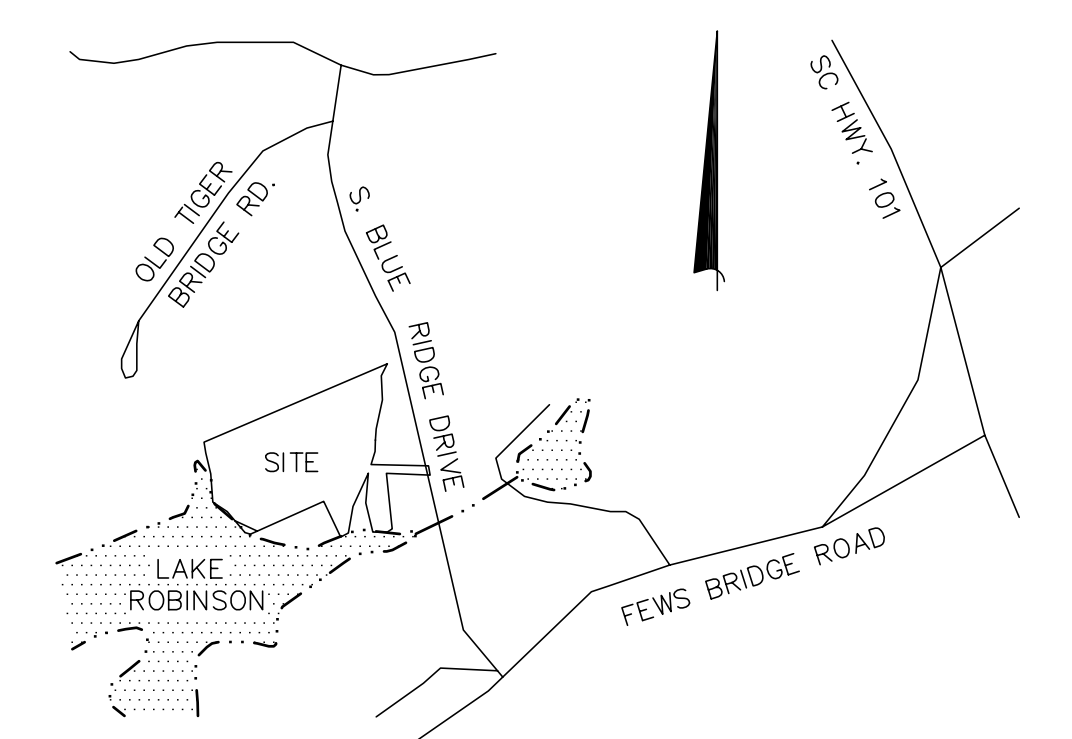 SC HWY. 101
OLD TIGER
BRIDGE RD.
S. BLUE RIDGE DRIVE
SITE
LAKE
ROBINSON
FEWS BRIDGE ROAD